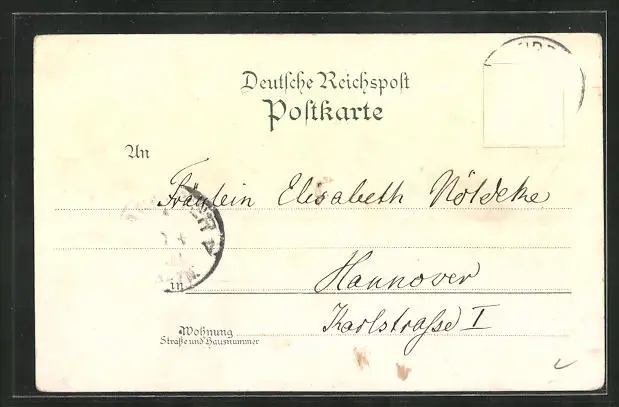 Deutsche Reichspost
Postkarte
An
Fräulein Elisabeth Nöldeke
in
Hannover
Karlstraße I
Wohnung
Straße und Hausnummer